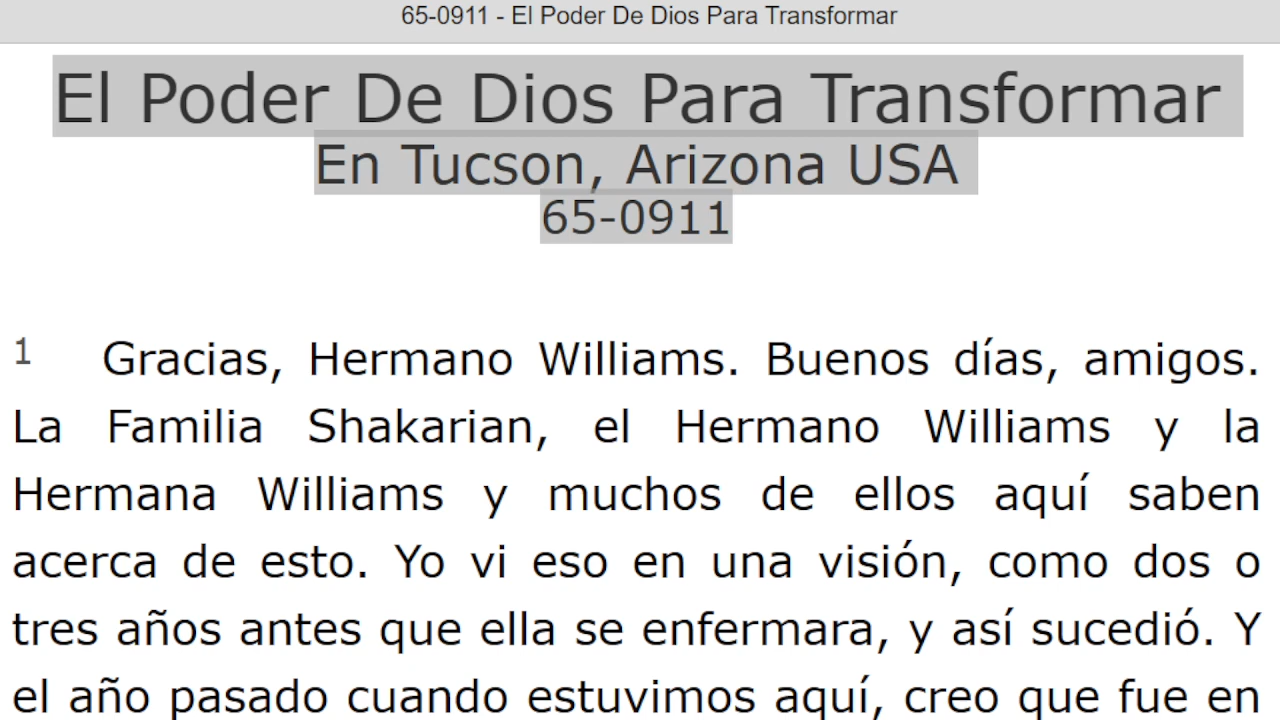 65-0911 - El Poder De Dios Para Transformar
El Poder De Dios Para Transformar
En Tucson, Arizona USA
65-0911
1 Gracias, Hermano Williams. Buenos días, amigos.
La Familia Shakarian, el Hermano Williams y la
Hermana Williams y muchos de ellos aquí saben
acerca de esto. Yo vi eso en una visión, como dos o
tres años antes que ella se enfermara, y así sucedió. Y
el año pasado cuando estuvimos aquí, creo que fue en